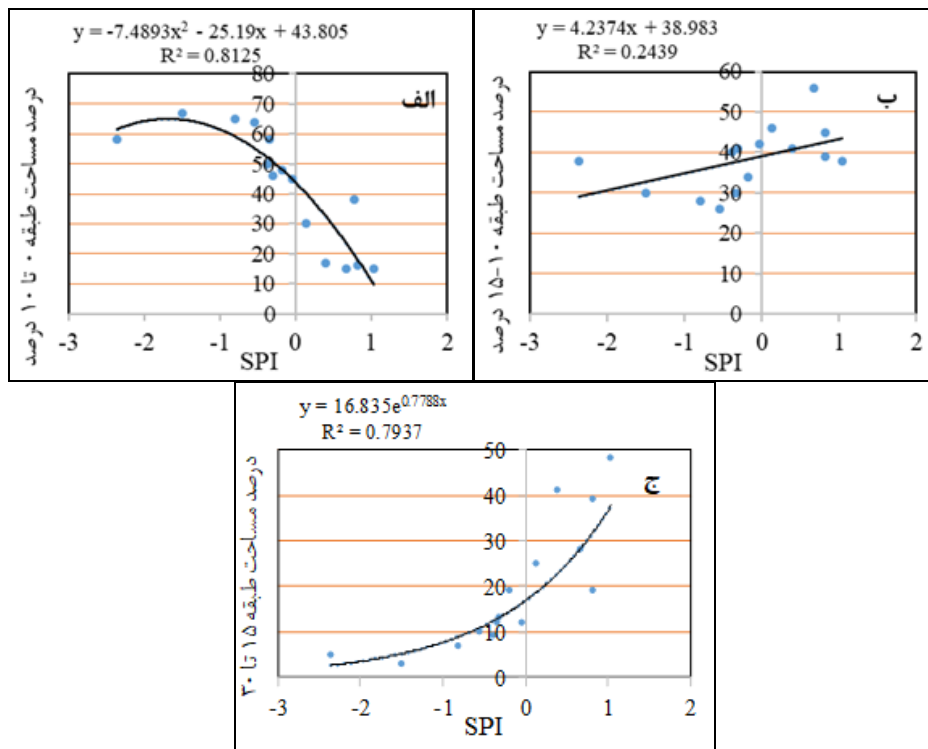 y = -7.4893x² - 25.19x + 43.805
R² = 0.8125
الف
درصد مساحت طبقه ۰ تا ۱۰ درصد
80
70
60
50
40
30
20
10
0
-3 -2 -1 0 1 2
SPI
y = 4.2374x + 38.983
R² = 0.2439
ب
درصد مساحت طبقه ۱۰-۱۵ درصد
60
50
40
30
20
10
0
-3 -2 -1 0 1 2
SPI
y = 16.835e^0.7788x
R² = 0.7937
ج
درصد مساحت طبقه ۱۵ تا ۳۰
50
40
30
20
10
0
-3 -2 -1 0 1 2
SPI